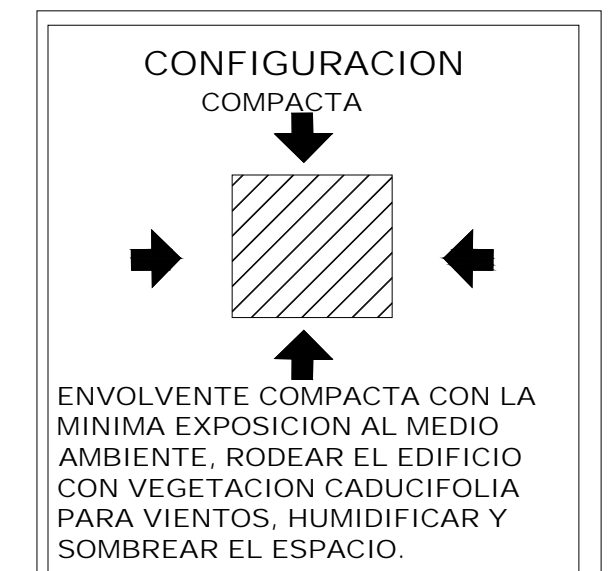 CONFIGURACION
COMPACTA
ENVOLVENTE COMPACTA CON LA
MINIMA EXPOSICION AL MEDIO
AMBIENTE, RODEAR EL EDIFICIO
CON VEGETACION CADUCIFOLIA
PARA VIENTOS, HUMIDIFICAR Y
SOMBREAR EL ESPACIO.